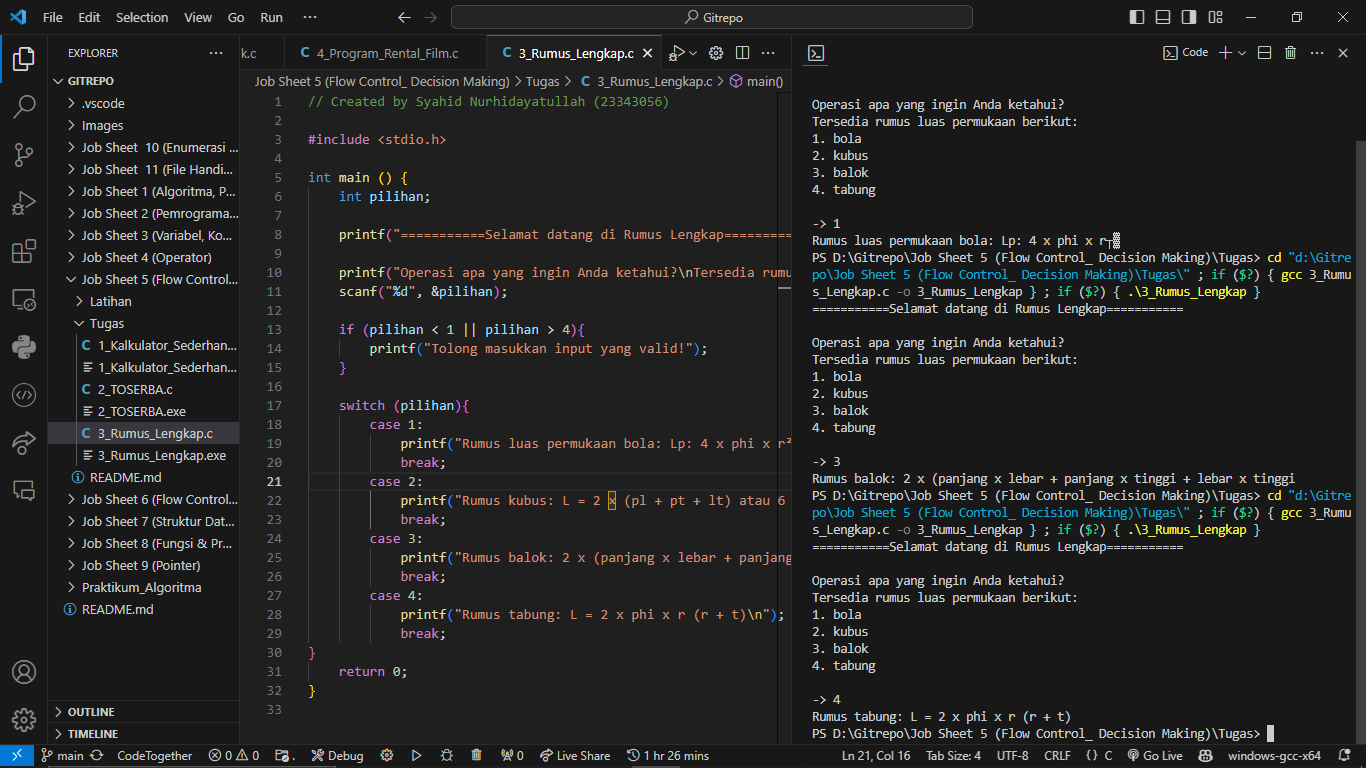 File Edit Selection View Go Run ··· Gitrepo
EXPLORER ···
GITREPO
.vscode
Images
Job Sheet  10 (Enumerasi ...
Job Sheet  11 (File Handi...
Job Sheet 1 (Algoritma, P...
Job Sheet 2 (Pemrograma...
Job Sheet 3 (Variabel, Ko...
Job Sheet 4 (Operator)
Job Sheet 5 (Flow Control...
Latihan
Tugas
C 1_Kalkulator_Sederhan...
1_Kalkulator_Sederhan...
C 2_TOSERBA.c
2_TOSERBA.exe
C 3_Rumus_Lengkap.c
3_Rumus_Lengkap.exe
README.md
Job Sheet 6 (Flow Control...
Job Sheet 7 (Struktur Dat...
Job Sheet 8 (Fungsi & Pr...
Job Sheet 9 (Pointer)
Praktikum_Algoritma
README.md
OUTLINE
TIMELINE
k.c C 4_Program_Rental_Film.c C 3_Rumus_Lengkap.c
Job Sheet 5 (Flow Control_ Decision Making) > Tugas > C 3_Rumus_Lengkap.c > main()
1 // Created by Syahid Nurhidayatullah (23343056)
2
3 #include <stdio.h>
4
5 int main () {
6     int pilihan;
7
8     printf("===========Selamat datang di Rumus Lengkap=========
9
10     printf("Operasi apa yang ingin Anda ketahui?\nTersedia rumu
11     scanf("%d", &pilihan);
12
13     if (pilihan < 1 || pilihan > 4){
14         printf("Tolong masukkan input yang valid!");
15     }
16
17     switch (pilihan){
18         case 1:
19             printf("Rumus luas permukaan bola: Lp: 4 x phi x r²
20             break;
21         case 2:
22             printf("Rumus kubus: L = 2 x (pl + pt + lt) atau 6
23             break;
24         case 3:
25             printf("Rumus balok: 2 x (panjang x lebar + panjang
26             break;
27         case 4:
28             printf("Rumus tabung: L = 2 x phi x r (r + t)\n");
29             break;
30 }
31     return 0;
32 }
33
Code
Operasi apa yang ingin Anda ketahui?
Tersedia rumus luas permukaan berikut:
1. bola
2. kubus
3. balok
4. tabung
-> 1
Rumus luas permukaan bola: Lp: 4 x phi x r┬▓
PS D:\Gitrepo\Job Sheet 5 (Flow Control_ Decision Making)\Tugas> cd "d:\Gitre
po\Job Sheet 5 (Flow Control_ Decision Making)\Tugas\" ; if ($?) { gcc 3_Rumu
s_Lengkap.c -o 3_Rumus_Lengkap } ; if ($?) { .\3_Rumus_Lengkap }
===========Selamat datang di Rumus Lengkap===========
Operasi apa yang ingin Anda ketahui?
Tersedia rumus luas permukaan berikut:
1. bola
2. kubus
3. balok
4. tabung
-> 3
Rumus balok: 2 x (panjang x lebar + panjang x tinggi + lebar x tinggi
PS D:\Gitrepo\Job Sheet 5 (Flow Control_ Decision Making)\Tugas> cd "d:\Gitre
po\Job Sheet 5 (Flow Control_ Decision Making)\Tugas\" ; if ($?) { gcc 3_Rumu
s_Lengkap.c -o 3_Rumus_Lengkap } ; if ($?) { .\3_Rumus_Lengkap }
===========Selamat datang di Rumus Lengkap===========
Operasi apa yang ingin Anda ketahui?
Tersedia rumus luas permukaan berikut:
1. bola
2. kubus
3. balok
4. tabung
-> 4
Rumus tabung: L = 2 x phi x r (r + t)
PS D:\Gitrepo\Job Sheet 5 (Flow Control_ Decision Making)\Tugas>
main CodeTogether 0 0 Debug 0 Live Share 1 hr 26 mins Ln 21, Col 16 Tab Size: 4 UTF-8 CRLF {} C Go Live windows-gcc-x64